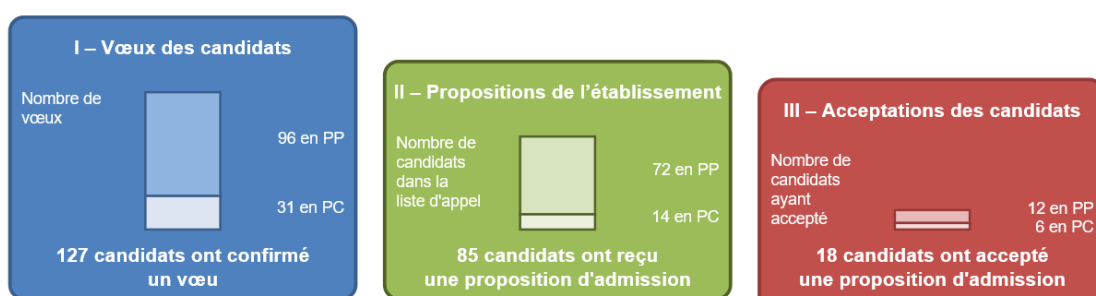 I – Vœux des candidats
Nombre de
vœux
96 en PP
31 en PC
127 candidats ont confirmé
un vœu
II – Propositions de l'établissement
Nombre de
candidats
dans la
liste d'appel
72 en PP
14 en PC
85 candidats ont reçu
une proposition d'admission
III – Acceptations des candidats
Nombre de
candidats
ayant
accepté
12 en PP
6 en PC
18 candidats ont accepté
une proposition d'admission